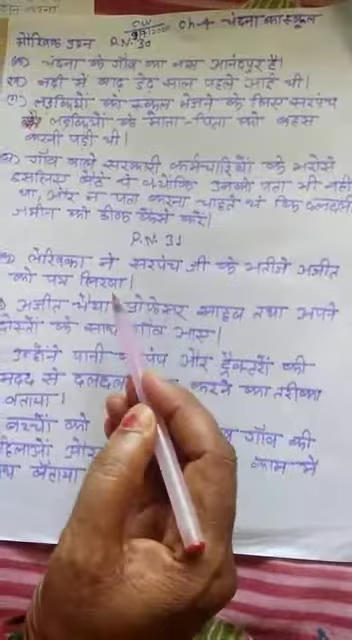 CW
Ch-4 चंदना का स्कूल
मौखिक प्रश्न P.N. 30
चंदना के गाँव का नाम आनंदपुर है।
नदी में बाढ़ डेढ़ साल पहले आई थी।
(ग) लड़कियों को स्कूल भेजने के लिए सरपंच
लड़कियों के माता-पिता को बहस
करनी पड़ी थी।
गाँव वाले सरकारी कर्मचारियों के भरोसे
इसलिए बैठे थे क्योंकि उनको पता भी नहीं
था, और न पता करना चाहते थे कि दलदली
जमीन को ठीक कैसे करें।
P.N. 31
लेखिका ने सरपंच जी के भतीजे अजीत
को पत्र लिखा।
अजीत प्रोफेसर साहब तथा अपने
दोस्तों के साथ गाँव आए।
उन्होंने पानी पंप और ट्रैक्टरों की
मदद से दलदल करने का तरीका
बताया।
बच्चों को गाँव की
काम में